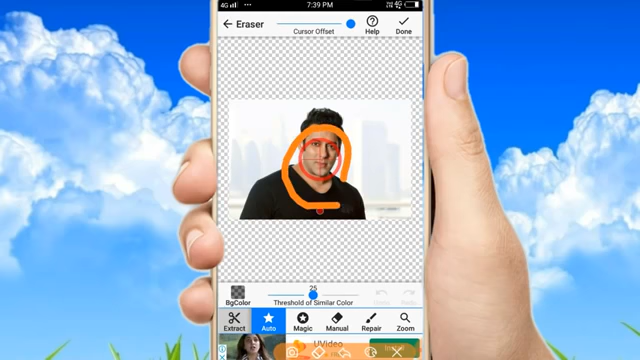 4G 7:39 PM
Eraser
Cursor Offset
Help
Done
25
BgColor
Threshold of Similar Color
Extract
Auto
Magic
Manual
Repair
Zoom
UVideo
Install